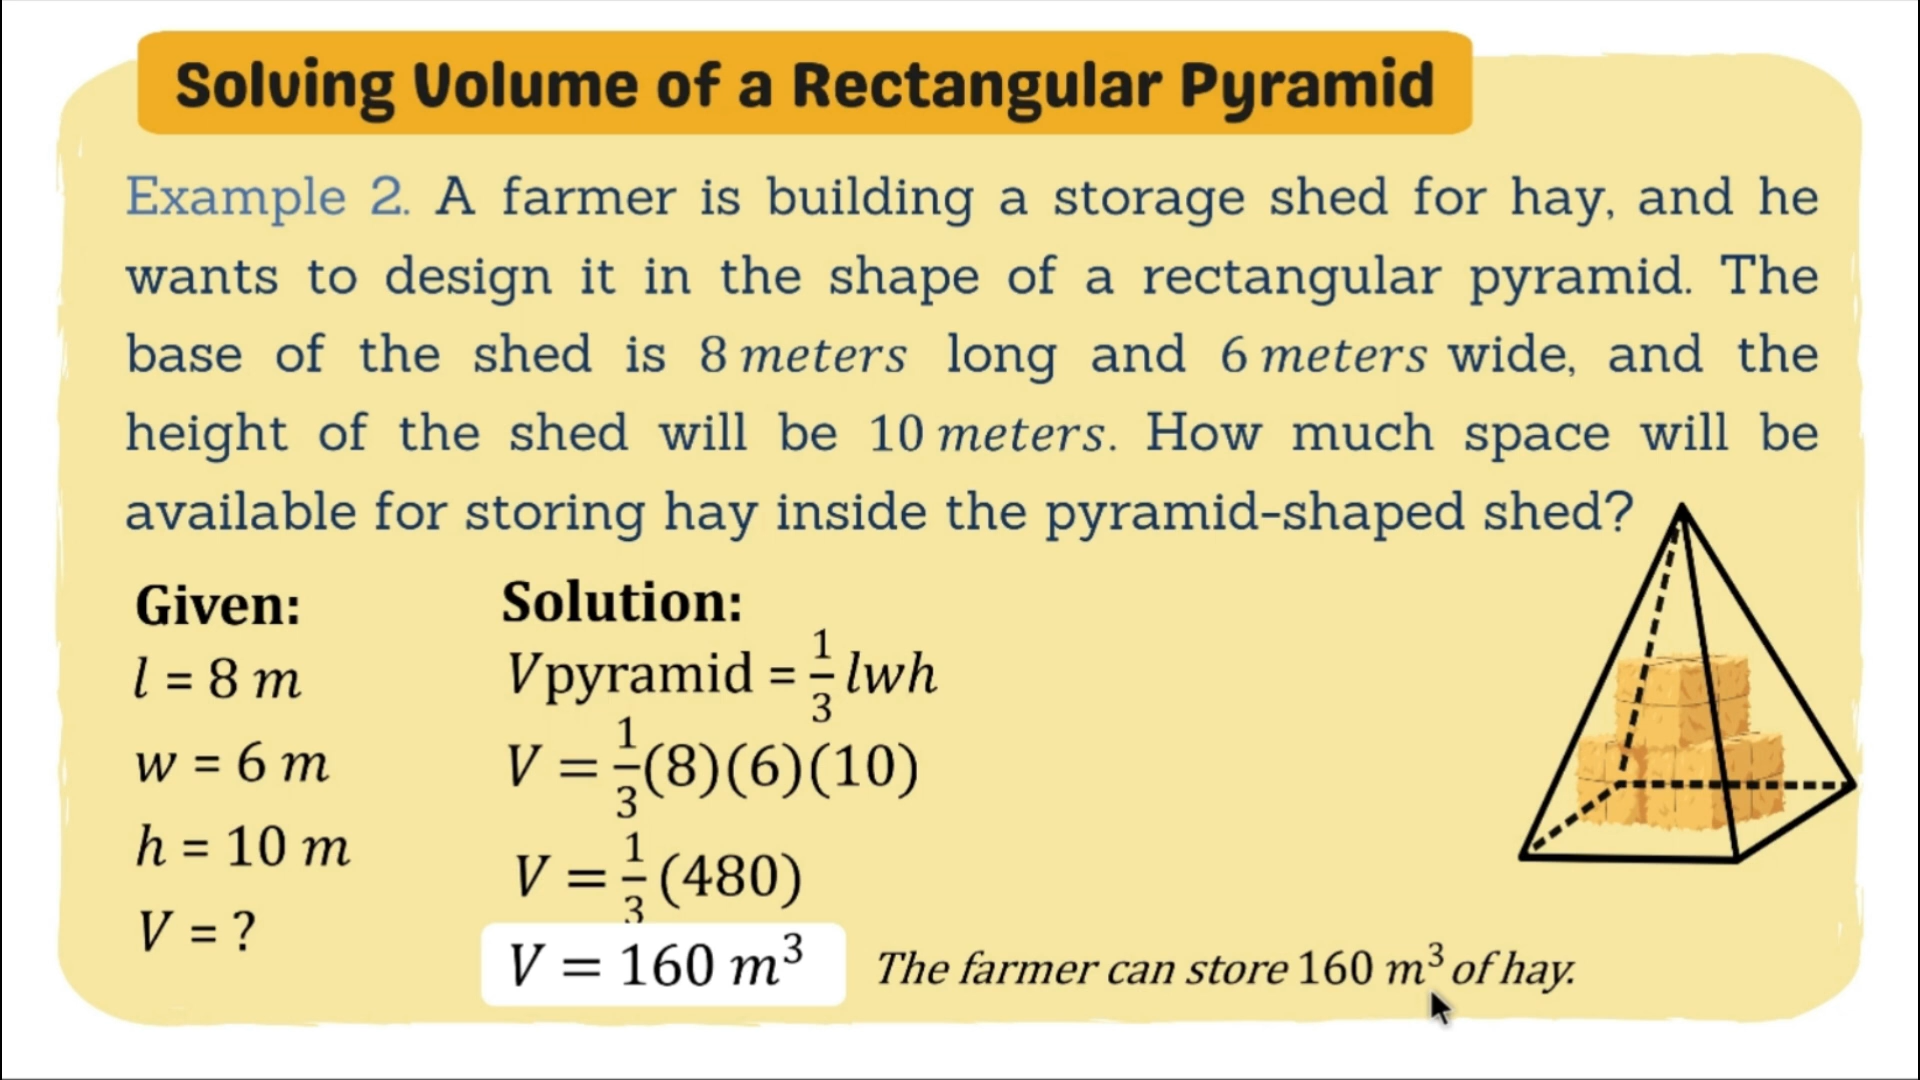 Solving Volume of a Rectangular Pyramid
Example 2. A farmer is building a storage shed for hay, and he
wants to design it in the shape of a rectangular pyramid. The
base of the shed is 8 meters long and 6 meters wide, and the
height of the shed will be 10 meters. How much space will be
available for storing hay inside the pyramid-shaped shed?
Given:
l = 8 m
w = 6 m
h = 10 m
V = ?
Solution:
Vpyramid = 1/3 lwh
V = 1/3 (8)(6)(10)
V = 1/3 (480)
V = 160 m³
The farmer can store 160 m³ of hay.